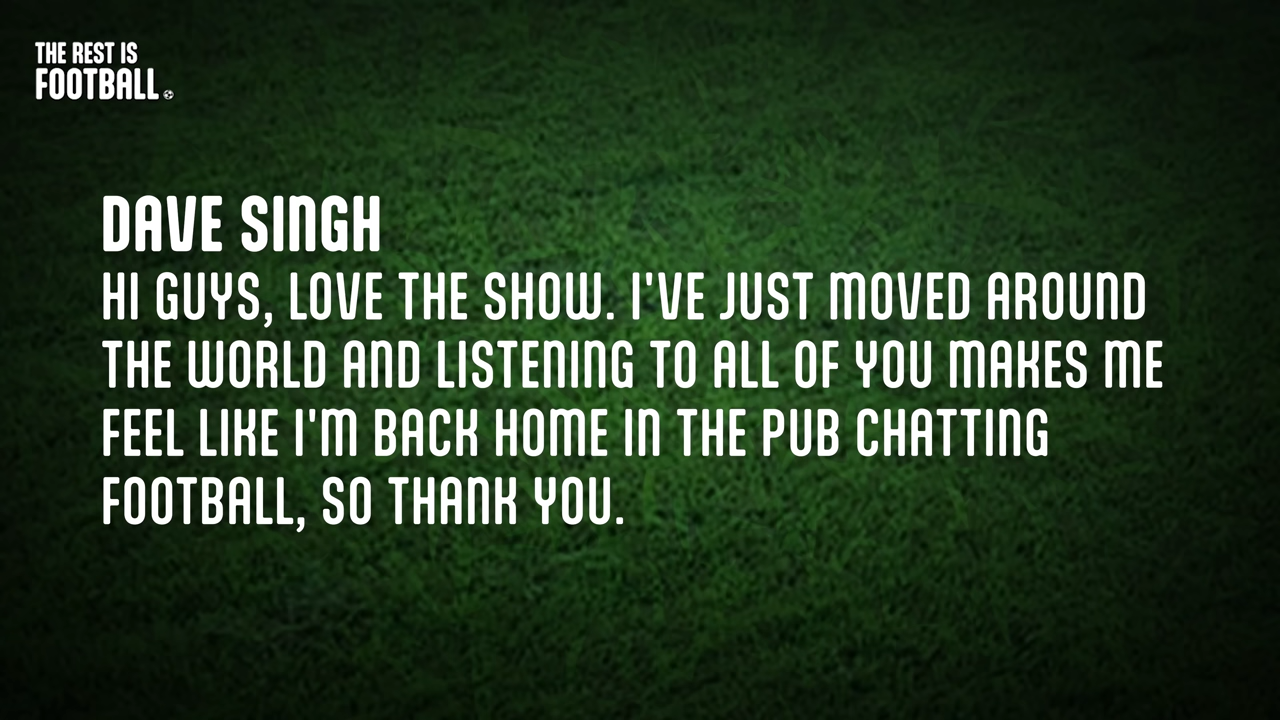 THE REST IS
FOOTBALL.
DAVE SINGH
HI GUYS, LOVE THE SHOW. I'VE JUST MOVED AROUND
THE WORLD AND LISTENING TO ALL OF YOU MAKES ME
FEEL LIKE I'M BACK HOME IN THE PUB CHATTING
FOOTBALL, SO THANK YOU.